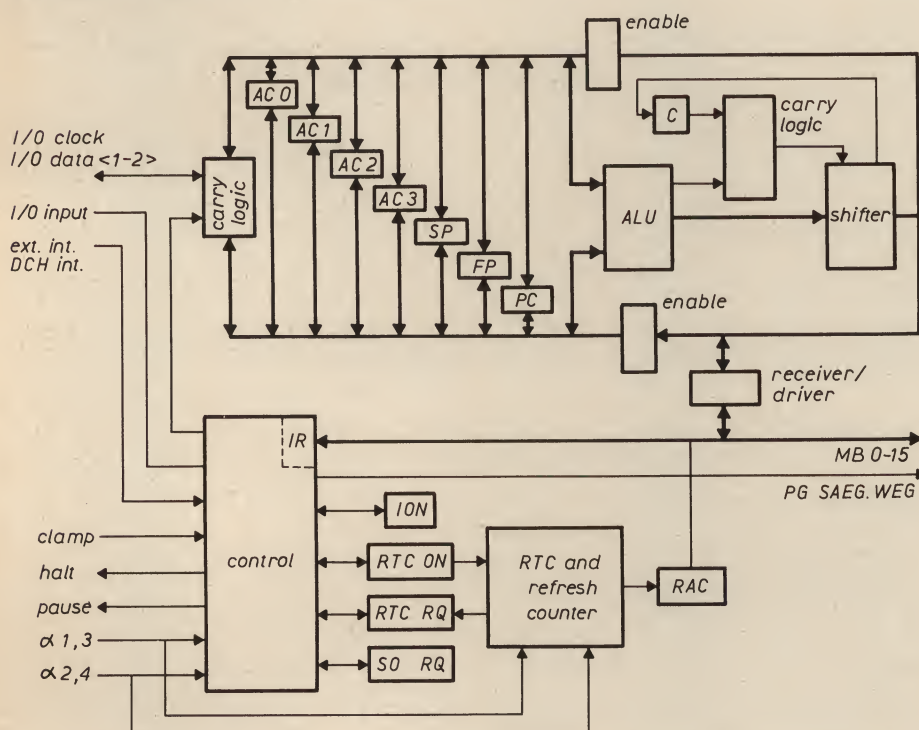 enable
AC 0
AC 1
AC 2
AC 3
SP
FP
PC
C
carry
logic
I/O clock
I/O data <1-2>
carry
logic
ALU
shifter
I/O input
ext. int.
DCH int.
enable
receiver/
driver
IR
MB 0-15
PG SAEG. WEG
ION
clamp
control
RTC ON
RTC and
refresh
counter
RAC
halt
pause
RTC RQ
α 1,3
α 2,4
SO RQ